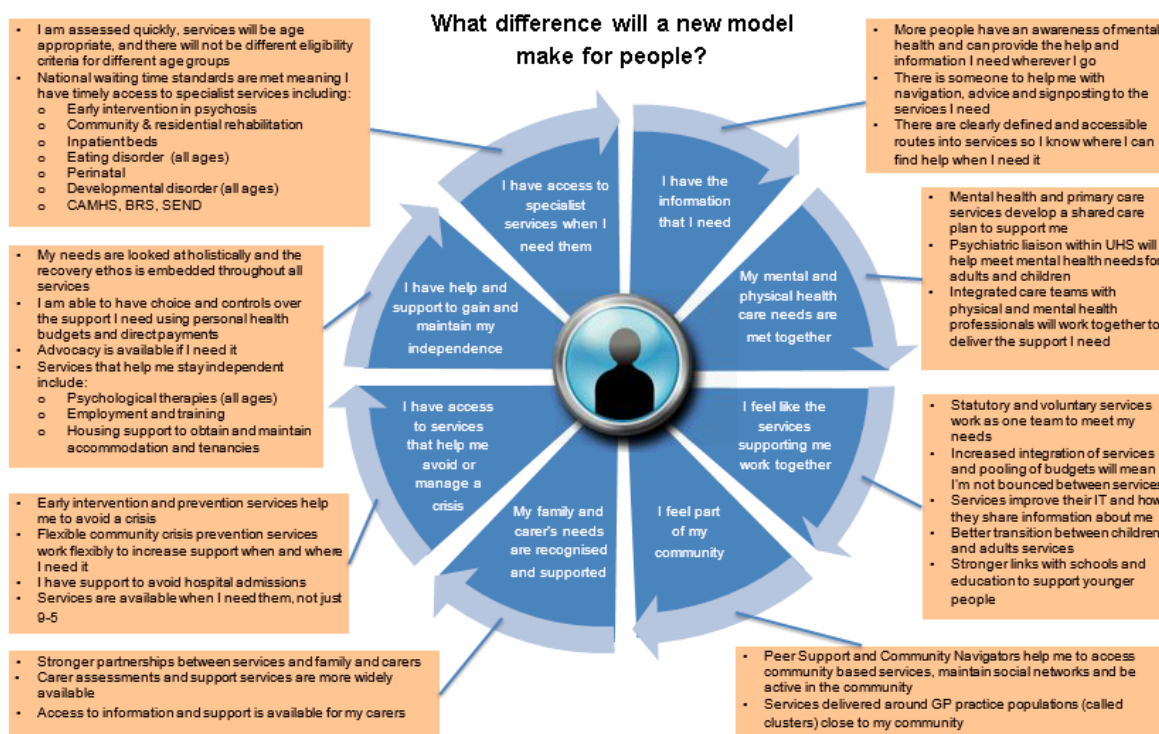 What difference will a new model
make for people?
• I am assessed quickly, services will be age
appropriate, and there will not be different eligibility
criteria for different age groups
• National waiting time standards are met meaning I
have timely access to specialist services including:
o Early intervention in psychosis
o Community & residential rehabilitation
o Inpatient beds
o Eating disorder (all ages)
o Perinatal
o Developmental disorder (all ages)
o CAMHS, BRS, SEND
• More people have an awareness of mental
health and can provide the help and
information I need wherever I go
• There is someone to help me with
navigation, advice and signposting to the
services I need
• There are clearly defined and accessible
routes into services so I know where I can
find help when I need it
I have access to
specialist
services when I
need them
I have the
information
that I need
• My needs are looked at holistically and the
recovery ethos is embedded throughout all
services
• I am able to have choice and controls over
the support I need using personal health
budgets and direct payments
• Advocacy is available if I need it
• Services that help me stay independent
include:
o Psychological therapies (all ages)
o Employment and training
o Housing support to obtain and maintain
accommodation and tenancies
I have help and
support to gain and
maintain my
independence
My mental and
physical health
care needs are
met together
• Mental health and primary care
services develop a shared care
plan to support me
• Psychiatric liaison within UHS will
help meet mental health needs for
adults and children
• Integrated care teams with
physical and mental health
professionals will work together to
deliver the support I need
I have access
to services
that help me
avoid or
manage a
crisis
I feel like the
services
supporting me
work together
• Statutory and voluntary services
work as one team to meet my
needs
• Increased integration of services
and pooling of budgets will mean
I'm not bounced between services
• Services improve their IT and how
they share information about me
• Better transition between children
and adults services
• Stronger links with schools and
education to support younger
people
• Early intervention and prevention services help
me to avoid a crisis
• Flexible community crisis prevention services
work flexibly to increase support when and where
I need it
• I have support to avoid hospital admissions
• Services are available when I need them, not just
9-5
My family and
carer's needs
are recognised
and supported
I feel part
of my
community
• Stronger partnerships between services and family and carers
• Carer assessments and support services are more widely
available
• Access to information and support is available for my carers
• Peer Support and Community Navigators help me to access
community based services, maintain social networks and be
active in the community
• Services delivered around GP practice populations (called
clusters) close to my community